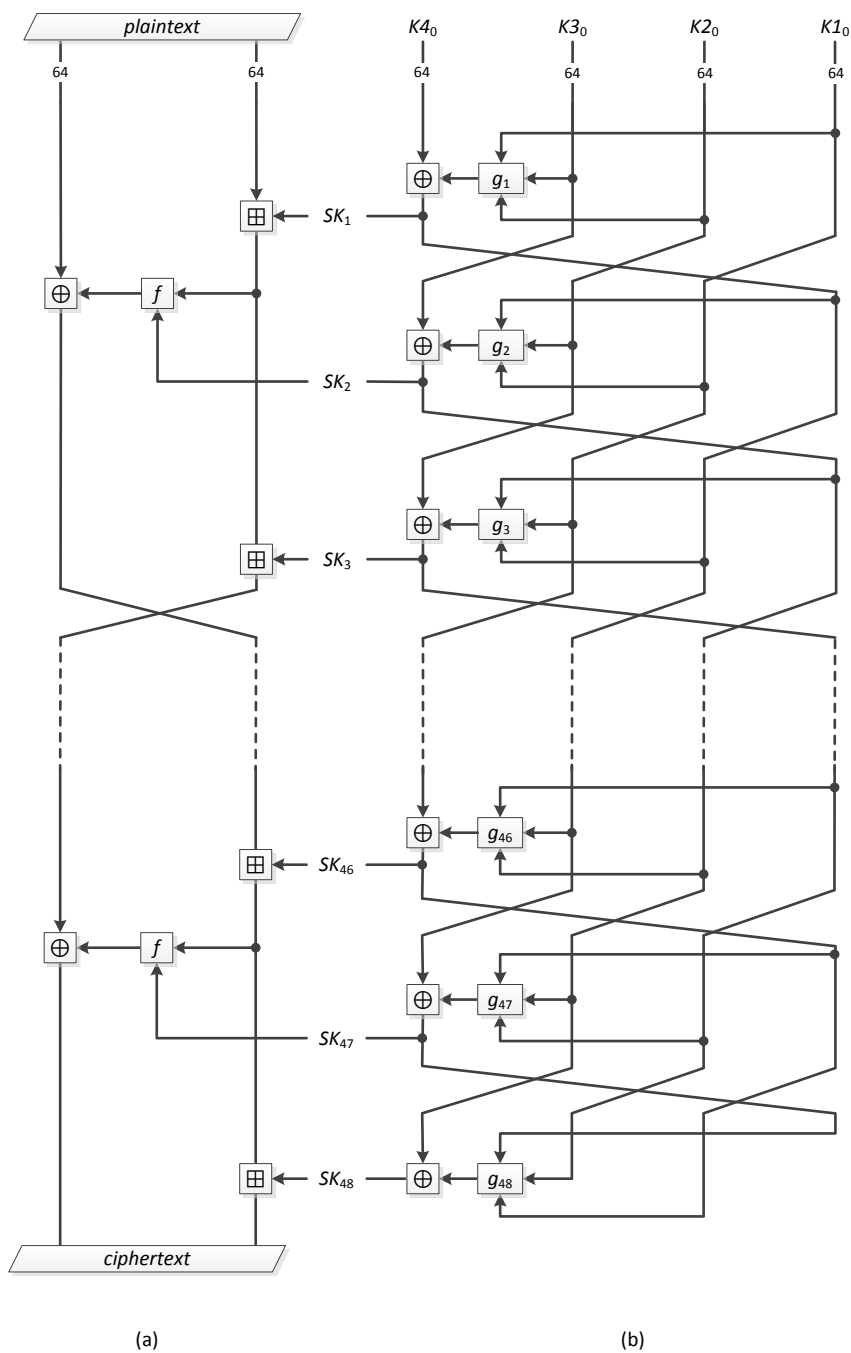 plaintext K4₀ K3₀ K2₀ K1₀
64 64 64 64 64 64
g₁
SK₁
f
g₂
SK₂
g₃
SK₃
g₄₆
SK₄₆
f
g₄₇
SK₄₇
SK₄₈ g₄₈
ciphertext
(a) (b)